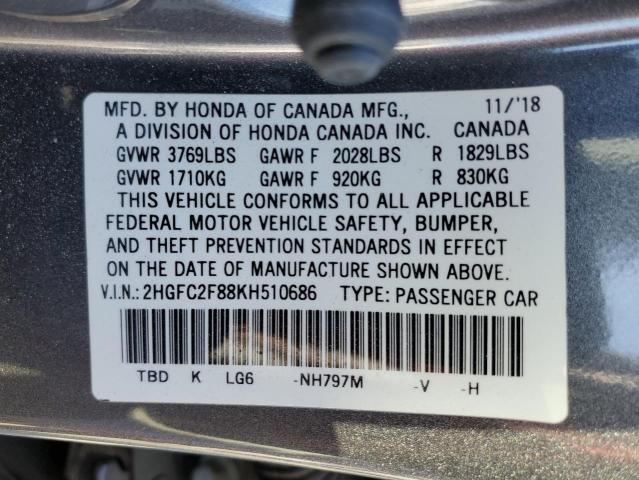 MFD. BY HONDA OF CANADA MFG., 11/'18
A DIVISION OF HONDA CANADA INC. CANADA
GVWR 3769LBS GAWR F 2028LBS R 1829LBS
GVWR 1710KG GAWR F 920KG R 830KG
THIS VEHICLE CONFORMS TO ALL APPLICABLE
FEDERAL MOTOR VEHICLE SAFETY, BUMPER,
AND THEFT PREVENTION STANDARDS IN EFFECT
ON THE DATE OF MANUFACTURE SHOWN ABOVE.
V.I.N.: 2HGFC2F88KH510686 TYPE: PASSENGER CAR
TBD K LG6 -NH797M -V -H